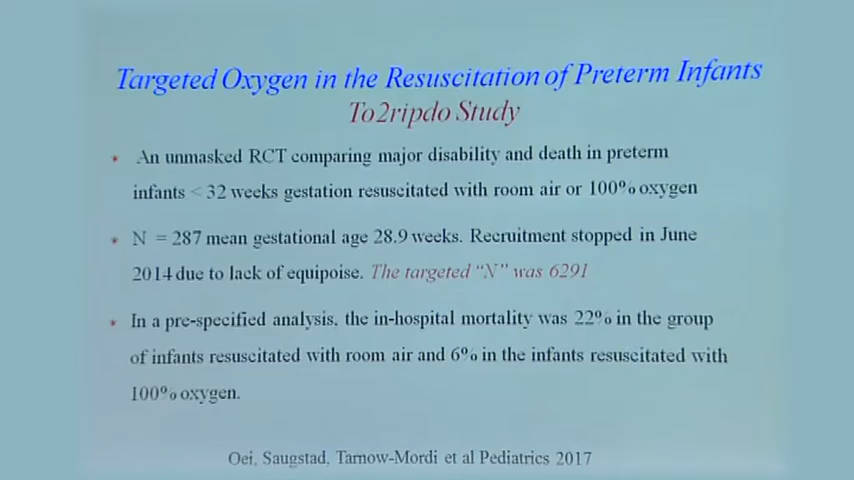 Targeted Oxygen in the Resuscitation of Preterm Infants
To2ripdo Study
* An unmasked RCT comparing major disability and death in preterm
infants < 32 weeks gestation resuscitated with room air or 100% oxygen
* N = 287 mean gestational age 28.9 weeks. Recruitment stopped in June
2014 due to lack of equipoise. The targeted “N” was 6291
* In a pre-specified analysis, the in-hospital mortality was 22% in the group
of infants resuscitated with room air and 6% in the infants resuscitated with
100% oxygen.
Oei, Saugstad, Tarnow-Mordi et al Pediatrics 2017